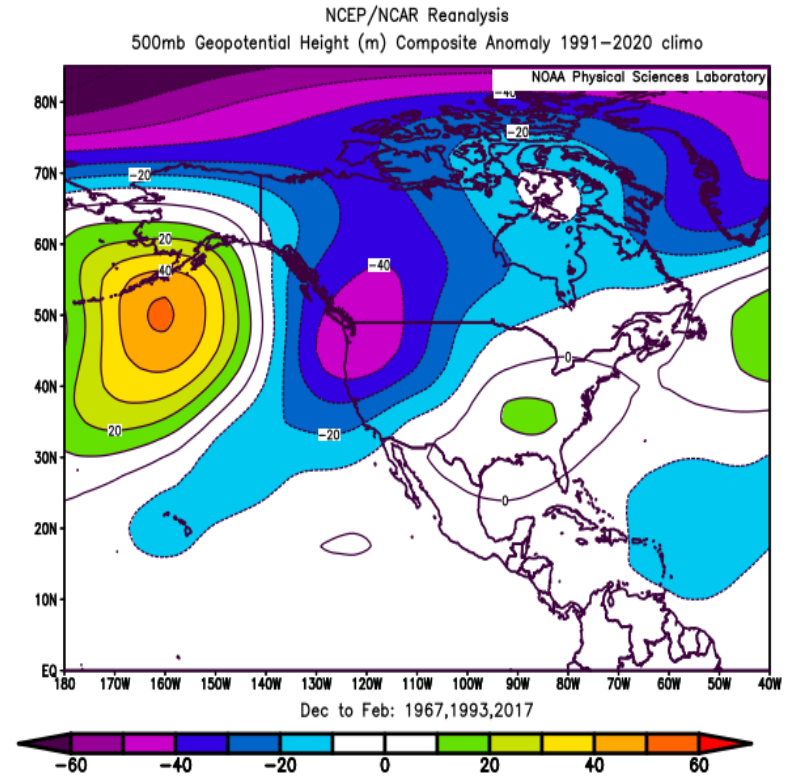 NCEP/NCAR Reanalysis
500mb Geopotential Height (m) Composite Anomaly 1991–2020 climo
NOAA Physical Sciences Laboratory
80N
70N
60N
50N
40N
30N
20N
10N
EQ
-40
-20
-20
20
40
-40
0
20
-20
0
180 170W 160W 150W 140W 130W 120W 110W 100W 90W 80W 70W 60W 50W 40W
Dec to Feb: 1967,1993,2017
-60 -40 -20 0 20 40 60